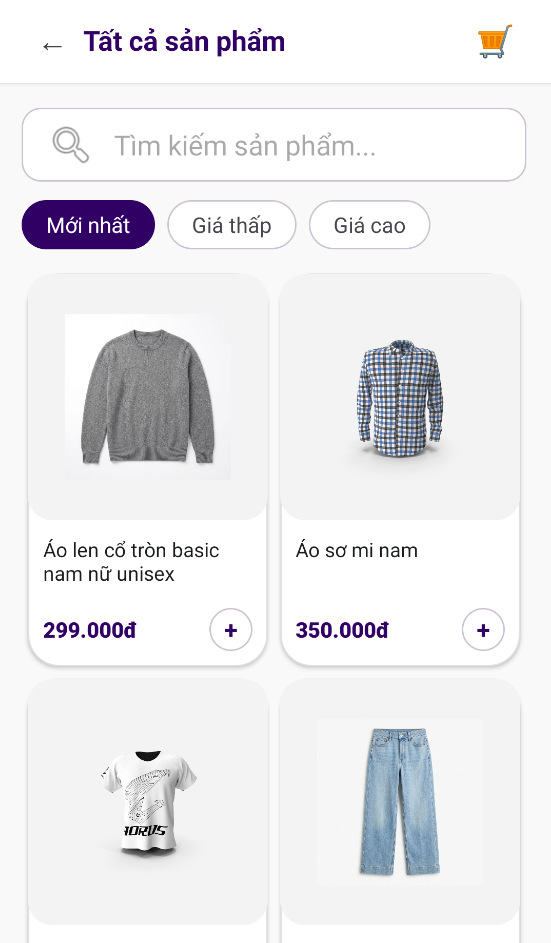 ← Tất cả sản phẩm
Tìm kiếm sản phẩm...
Mới nhất Giá thấp Giá cao
Áo len cổ tròn basic
nam nữ unisex
299.000đ +
Áo sơ mi nam
350.000đ +
AORUS